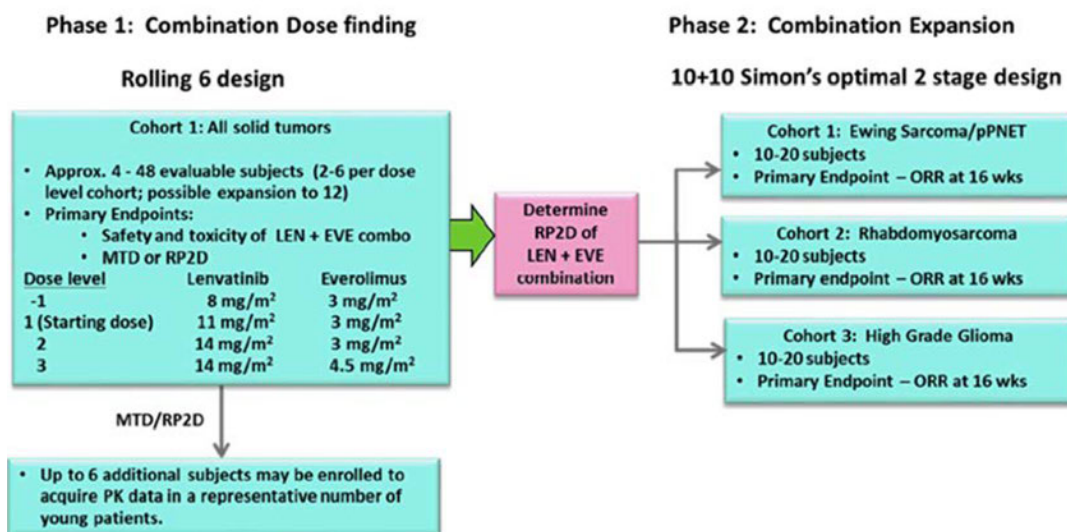 Phase 1: Combination Dose finding
Rolling 6 design
Cohort 1: All solid tumors
• Approx. 4 - 48 evaluable subjects (2-6 per dose
level cohort; possible expansion to 12)
• Primary Endpoints:
• Safety and toxicity of LEN + EVE combo
• MTD or RP2D
Dose level Lenvatinib Everolimus
-1 8 mg/m² 3 mg/m²
1 (Starting dose) 11 mg/m² 3 mg/m²
2 14 mg/m² 3 mg/m²
3 14 mg/m² 4.5 mg/m²
MTD/RP2D
• Up to 6 additional subjects may be enrolled to
acquire PK data in a representative number of
young patients.
Determine
RP2D of
LEN + EVE
combination
Phase 2: Combination Expansion
10+10 Simon's optimal 2 stage design
Cohort 1: Ewing Sarcoma/pPNET
• 10-20 subjects
• Primary Endpoint – ORR at 16 wks
Cohort 2: Rhabdomyosarcoma
• 10-20 subjects
• Primary endpoint – ORR at 16 wks
Cohort 3: High Grade Glioma
• 10-20 subjects
• Primary Endpoint – ORR at 16 wks